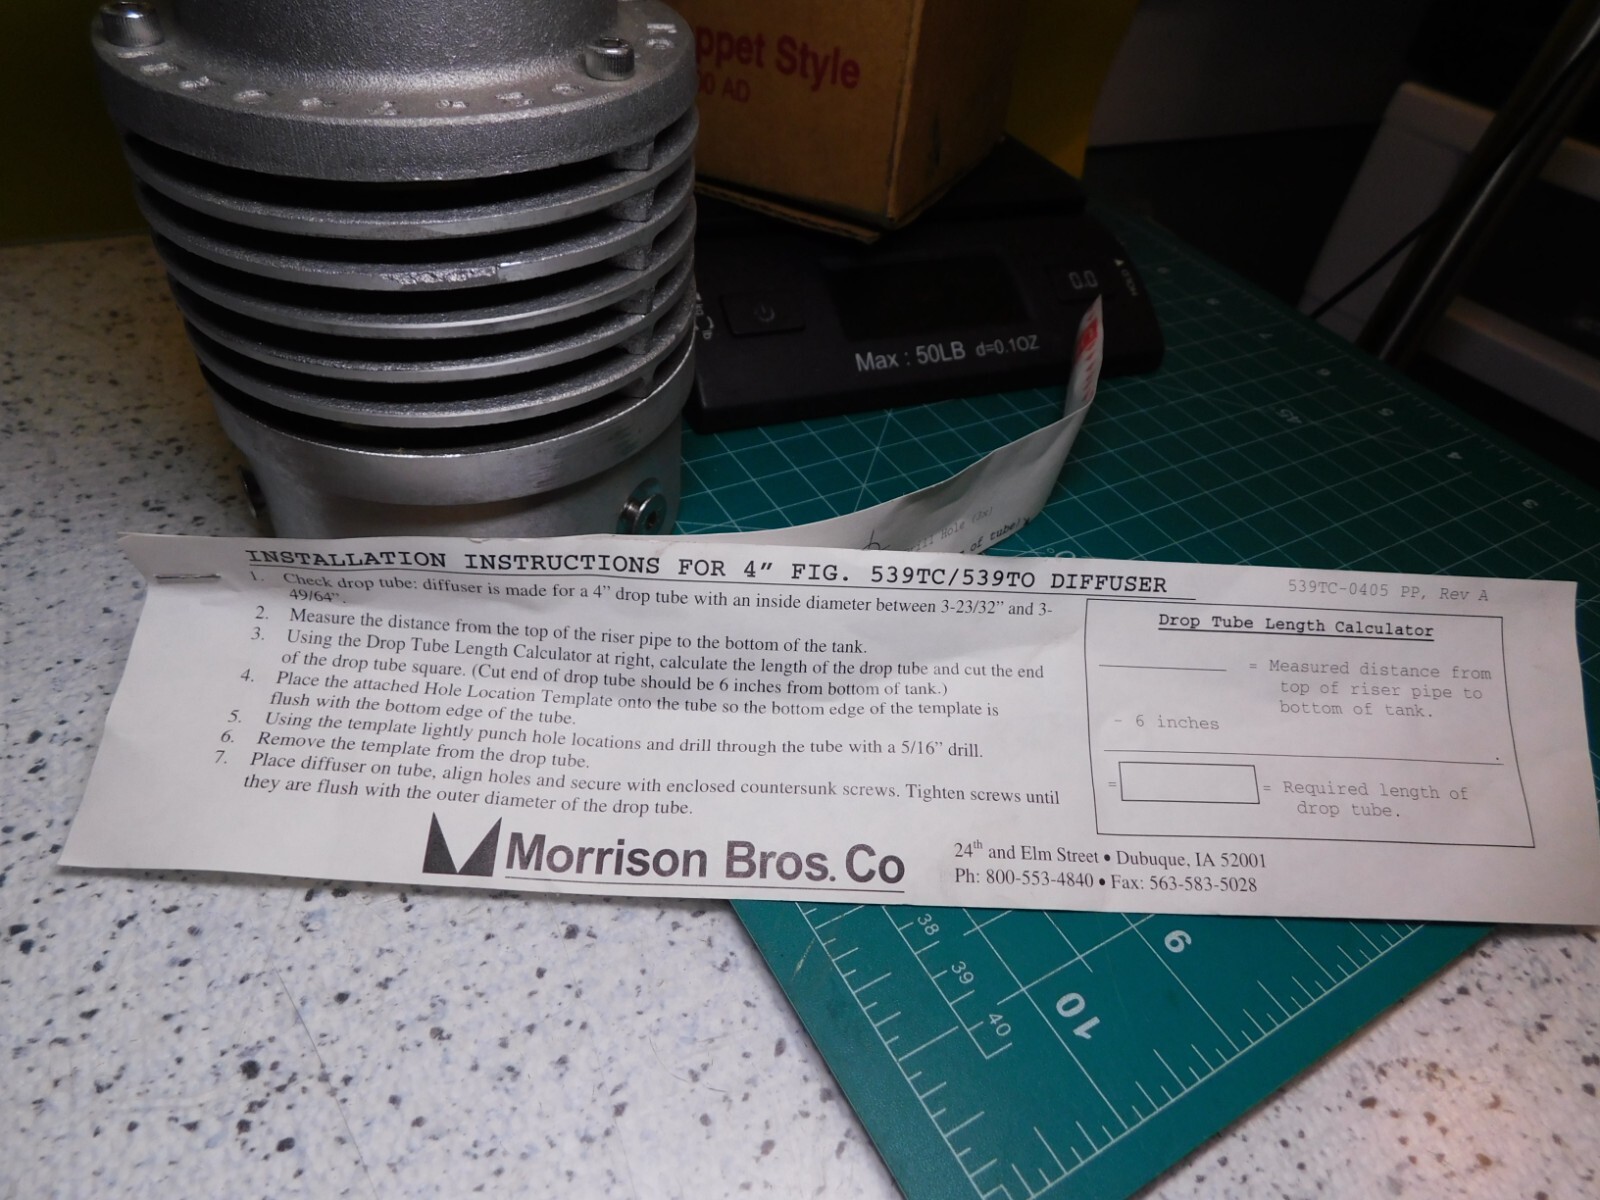 ppet Style
0 AD
0.0
HOLD
Max : 50LB d=0.1OZ
ill Hole (3x)
of tube
INSTALLATION INSTRUCTIONS FOR 4” FIG. 539TC/539TO DIFFUSER
539TC-0405 PP, Rev A
1. Check drop tube: diffuser is made for a 4” drop tube with an inside diameter between 3-23/32” and 3-
49/64”.
2. Measure the distance from the top of the riser pipe to the bottom of the tank.
3. Using the Drop Tube Length Calculator at right, calculate the length of the drop tube and cut the end
of the drop tube square. (Cut end of drop tube should be 6 inches from bottom of tank.)
4. Place the attached Hole Location Template onto the tube so the bottom edge of the template is
flush with the bottom edge of the tube.
5. Using the template lightly punch hole locations and drill through the tube with a 5/16” drill.
6. Remove the template from the drop tube.
7. Place diffuser on tube, align holes and secure with enclosed countersunk screws. Tighten screws until
they are flush with the outer diameter of the drop tube.
Drop Tube Length Calculator
= Measured distance from
top of riser pipe to
bottom of tank.
- 6 inches
= = Required length of
drop tube.
Morrison Bros. Co
24th and Elm Street • Dubuque, IA 52001
Ph: 800-553-4840 • Fax: 563-583-5028
38
39
40
10
9